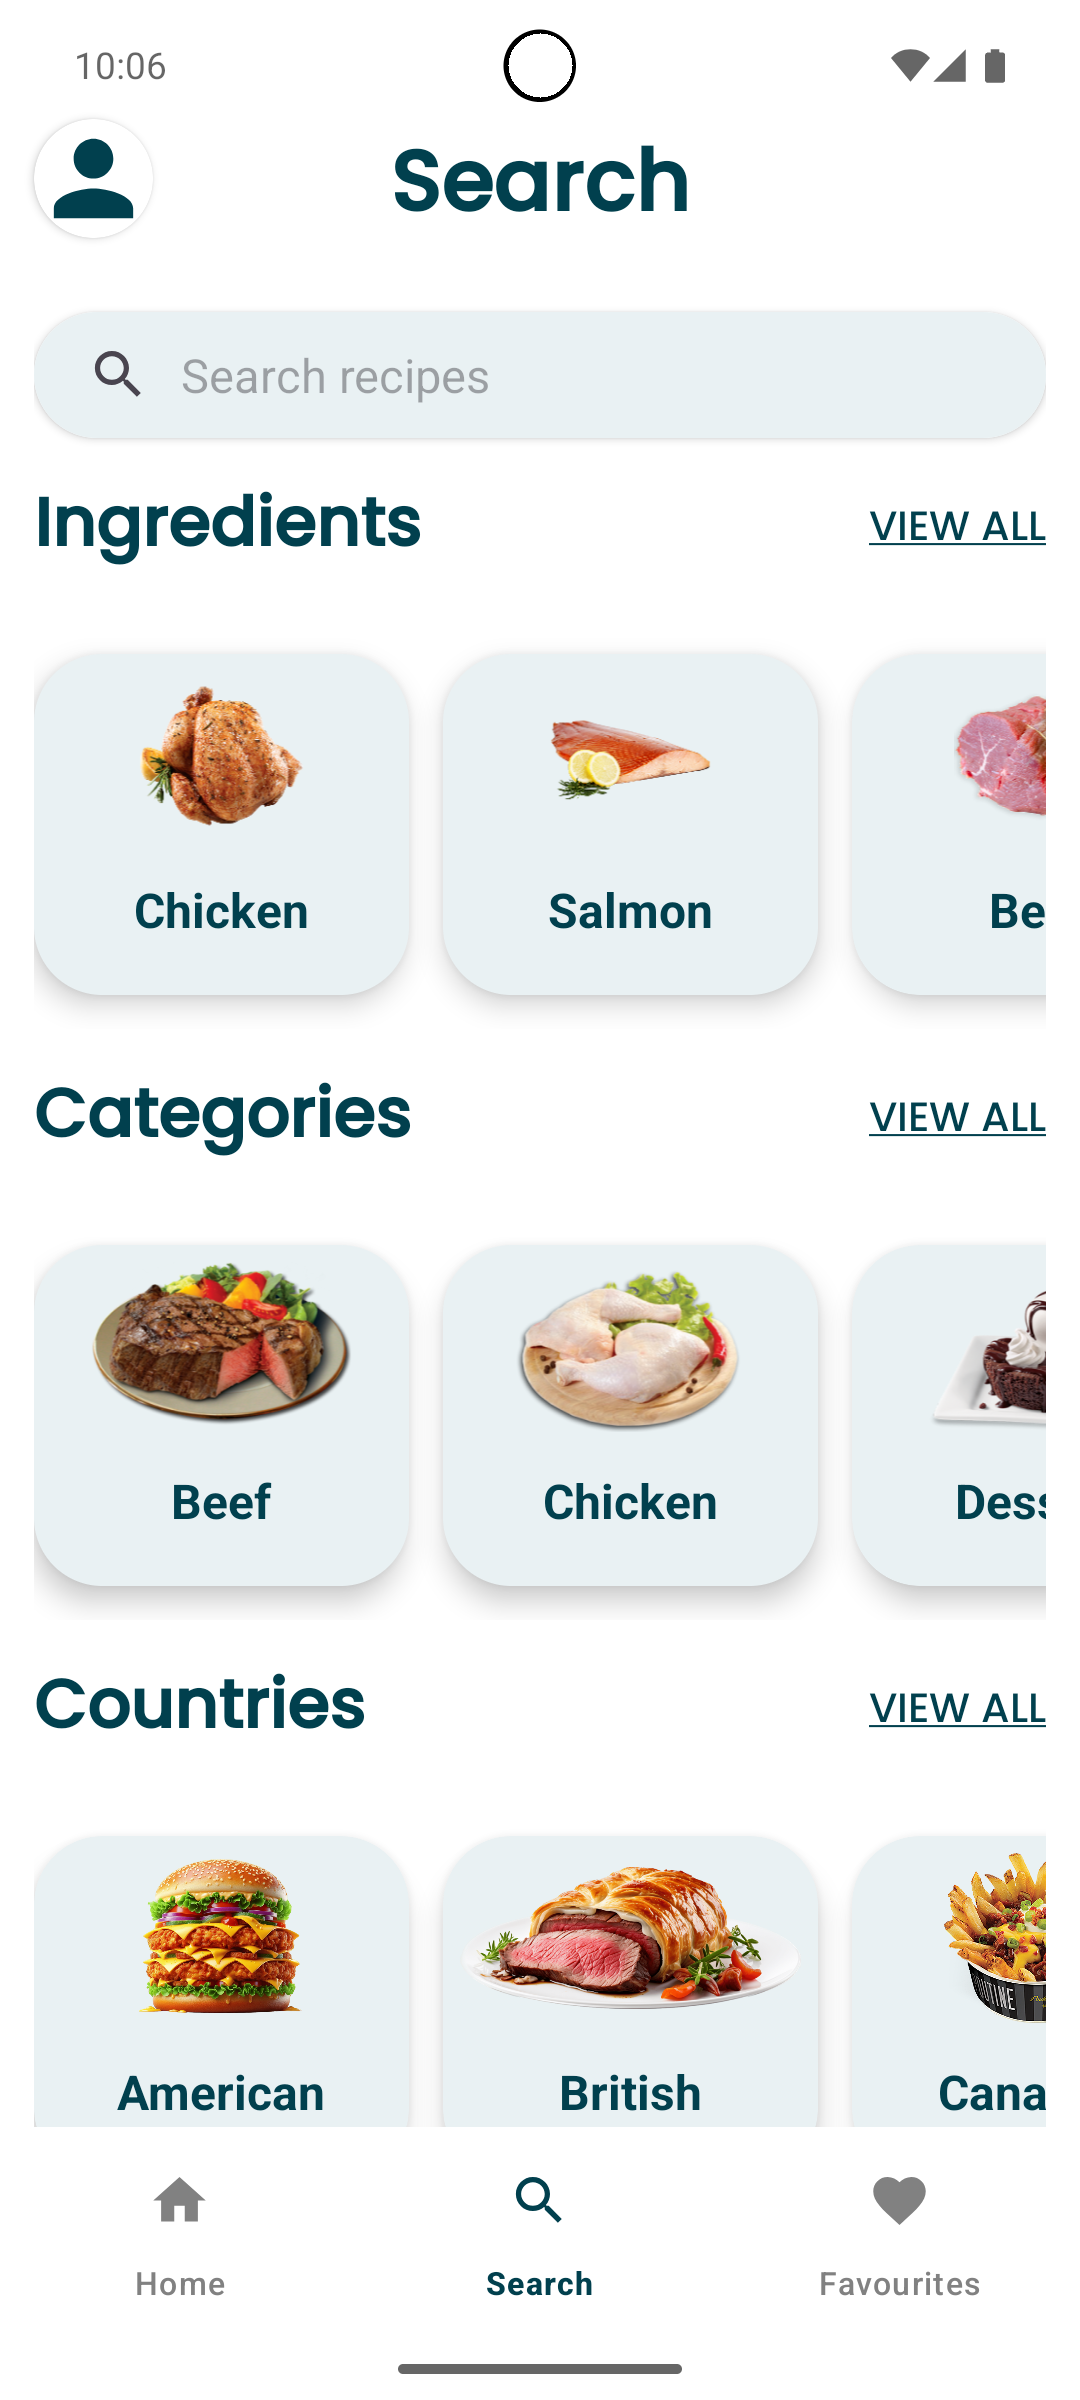 10:06
Search
Search recipes
Ingredients
VIEW ALL
Chicken
Salmon
Be
Categories
VIEW ALL
Beef
Chicken
Dess
Countries
VIEW ALL
UTINE
American
British
Cana
Home
Search
Favourites